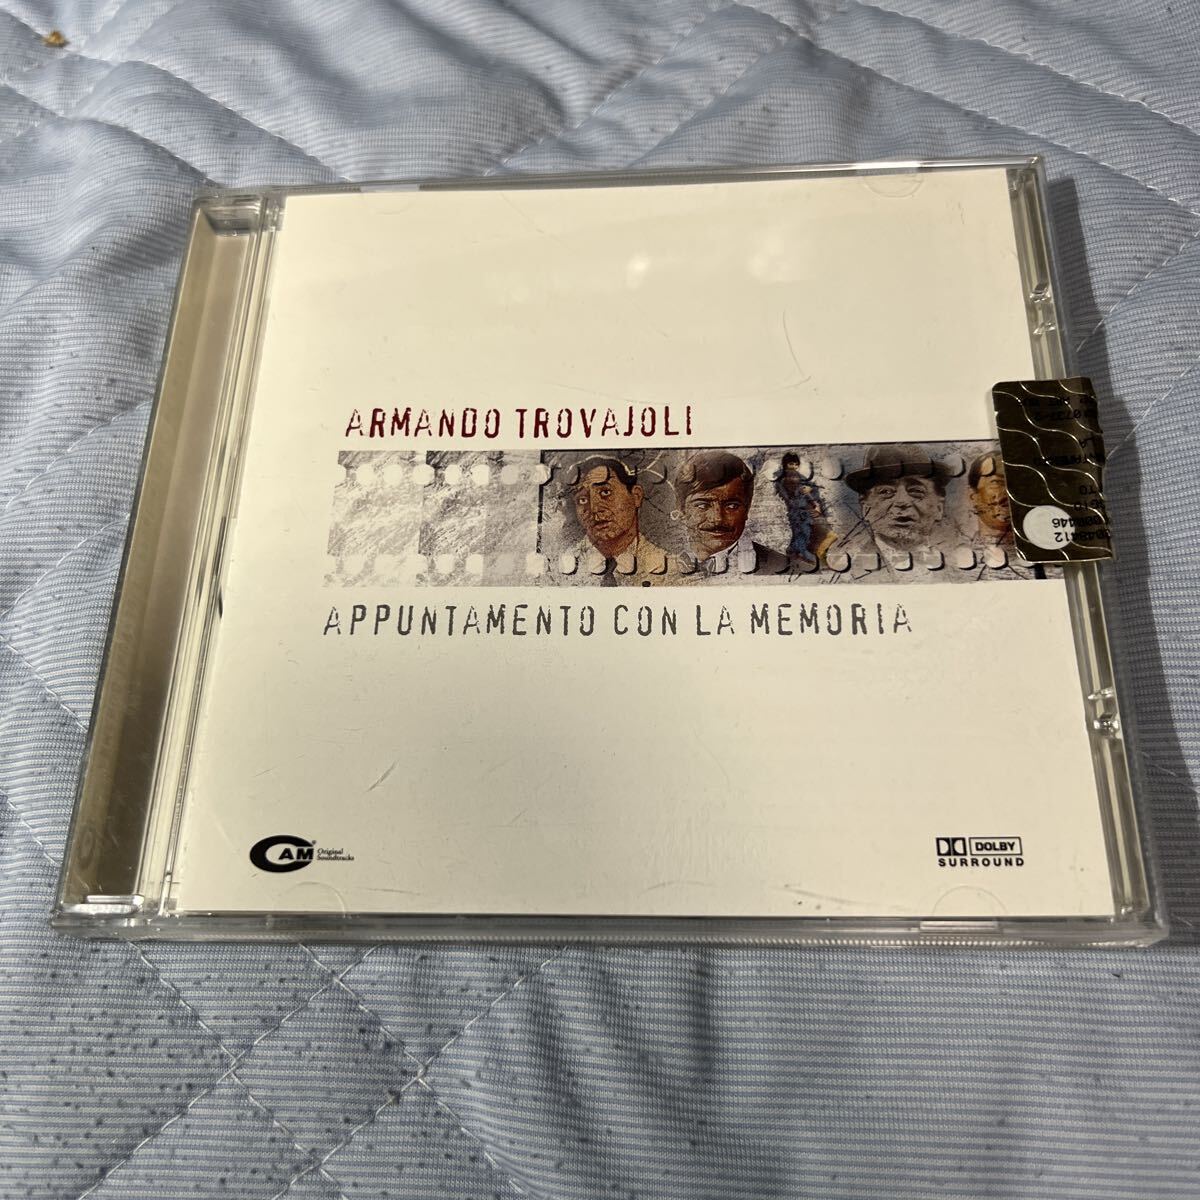 ARMANDO TROVAJOLI
APPUNTAMENTO CON LA MEMORIA
CAM
Original
Soundtracks
DOLBY
SURROUND